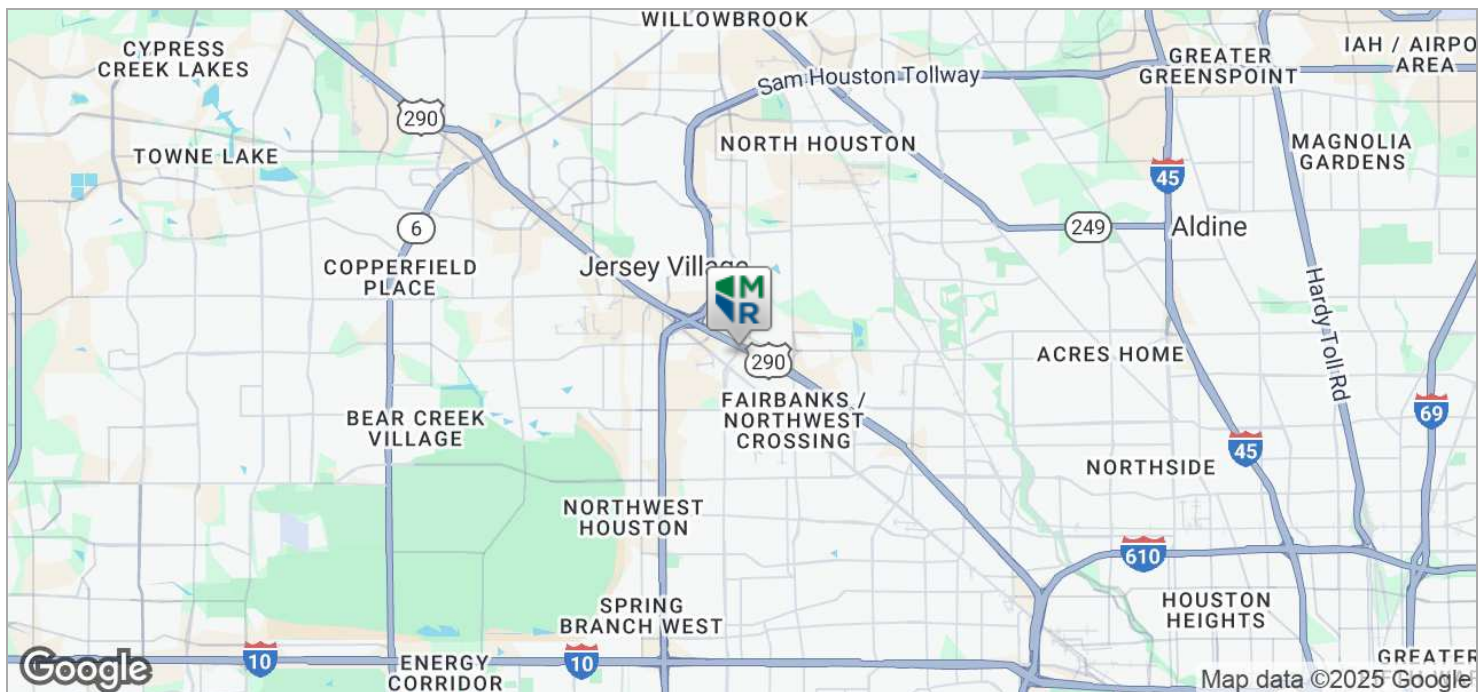 WILLOWBROOK
CYPRESS
CREEK LAKES
GREATER
GREENSPOINT
IAH / AIRPO
AREA
Sam Houston Tollway
290
NORTH HOUSTON
MAGNOLIA
GARDENS
TOWNE LAKE
45
6
249
Aldine
COPPERFIELD
PLACE
Jersey Village
M
R
Hardy Toll Rd
290
ACRES HOME
FAIRBANKS /
NORTHWEST
CROSSING
69
BEAR CREEK
VILLAGE
45
NORTHSIDE
NORTHWEST
HOUSTON
610
SPRING
BRANCH WEST
HOUSTON
HEIGHTS
10
ENERGY
CORRIDOR
10
GREATER
Google
Map data ©2025 Google